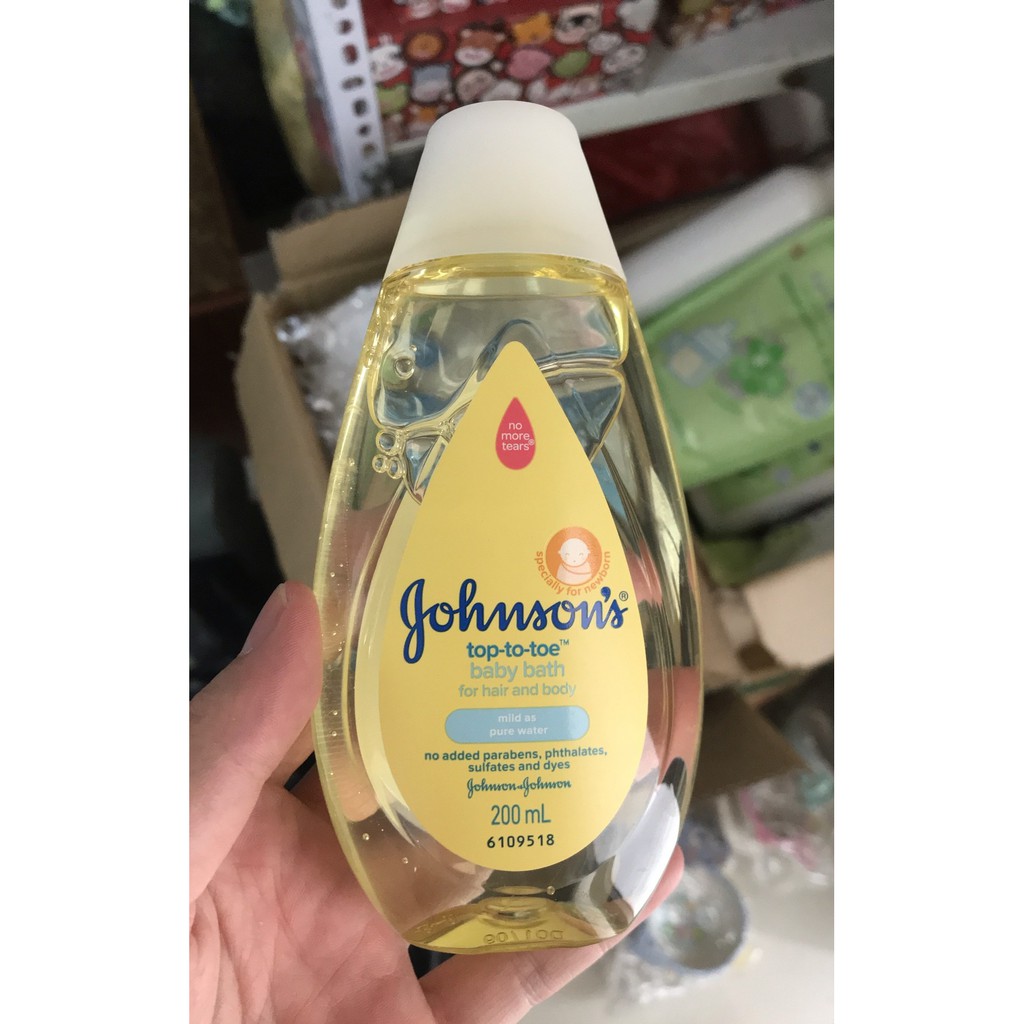 no
more
tears®
specially for newborn
Johnson's®
top-to-toe™
baby bath
for hair and body
mild as
pure water
no added parabens, phthalates,
sulfates and dyes
Johnson & Johnson
200 mL
6109518